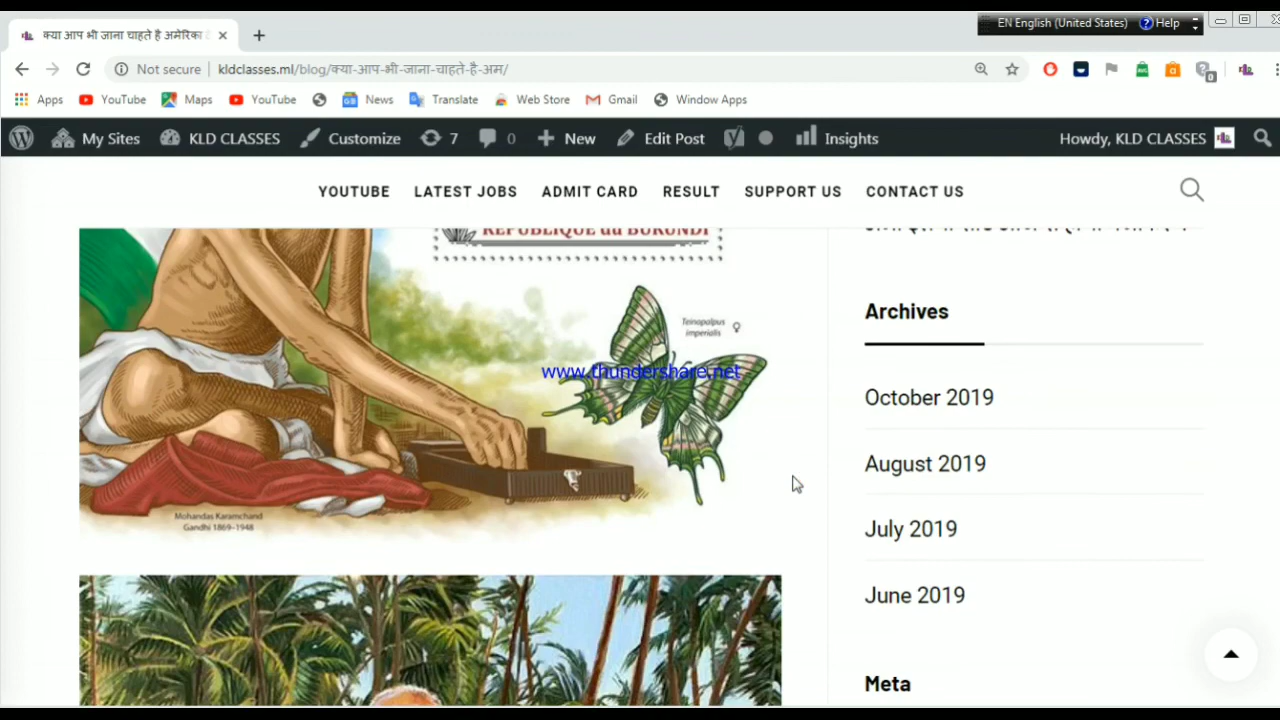 EN English (United States) Help
क्या आप भी जाना चाहते है अमेरिका
Not secure kldclasses.ml/blog/क्या-आप-भी-जाना-चाहते-है-अम/
Apps YouTube Maps YouTube News Translate Web Store Gmail Window Apps
My Sites KLD CLASSES Customize 7 0 New Edit Post Insights Howdy, KLD CLASSES
YOUTUBE LATEST JOBS ADMIT CARD RESULT SUPPORT US CONTACT US
REPUBLIQUE du BURUNDI
Teinopalpus
imperialis ♀
www.thundershare.net
Mohandas Karamchand
Gandhi 1869-1948
Archives
October 2019
August 2019
July 2019
June 2019
Meta